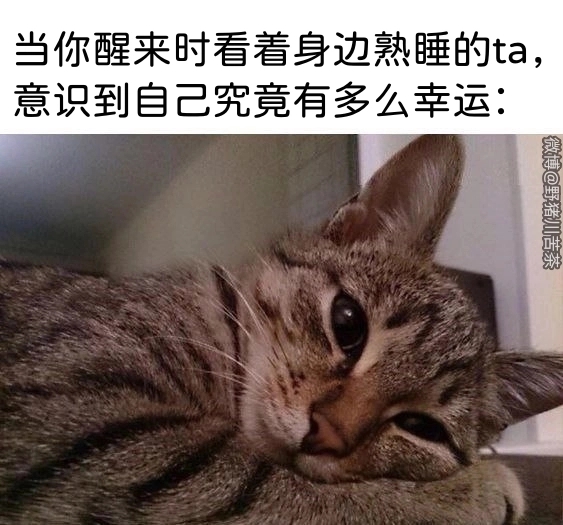 当你醒来时看着身边熟睡的ta，
意识到自己究竟有多么幸运：
微博@野猪川苦茶